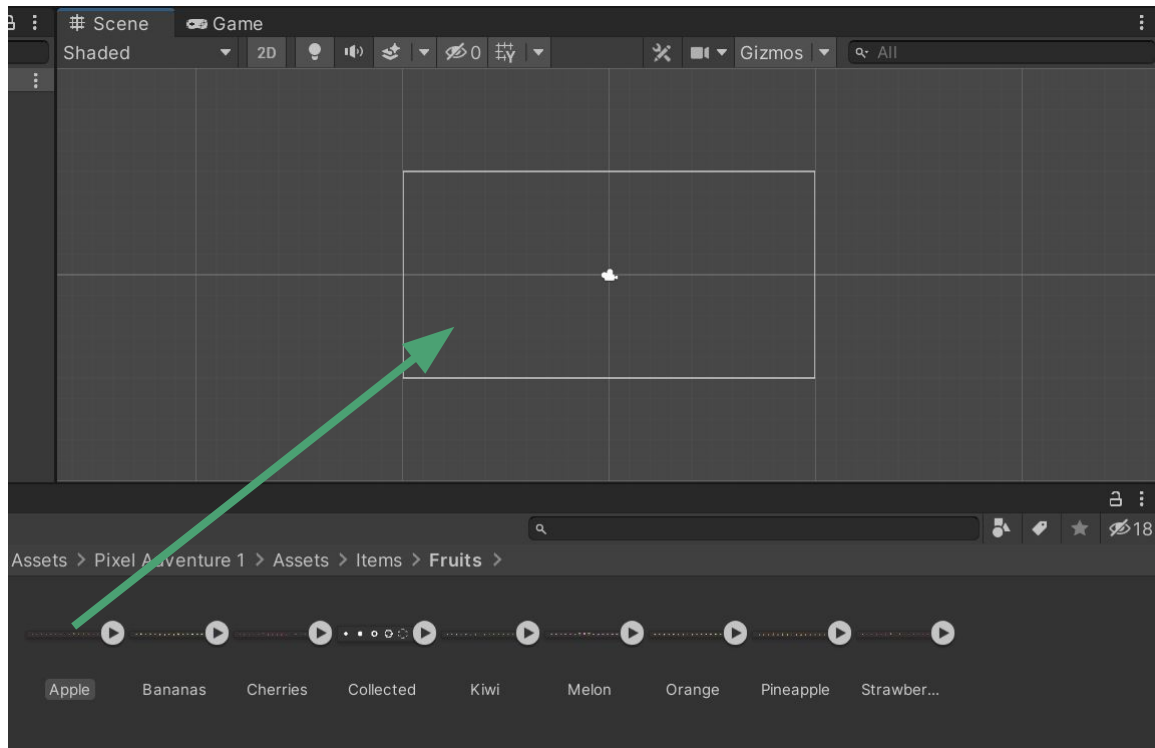 Scene Game
Shaded 2D 0 Gizmos All
18
Assets > Pixel Adventure 1 > Assets > Items > Fruits >
Apple Bananas Cherries Collected Kiwi Melon Orange Pineapple Strawber...